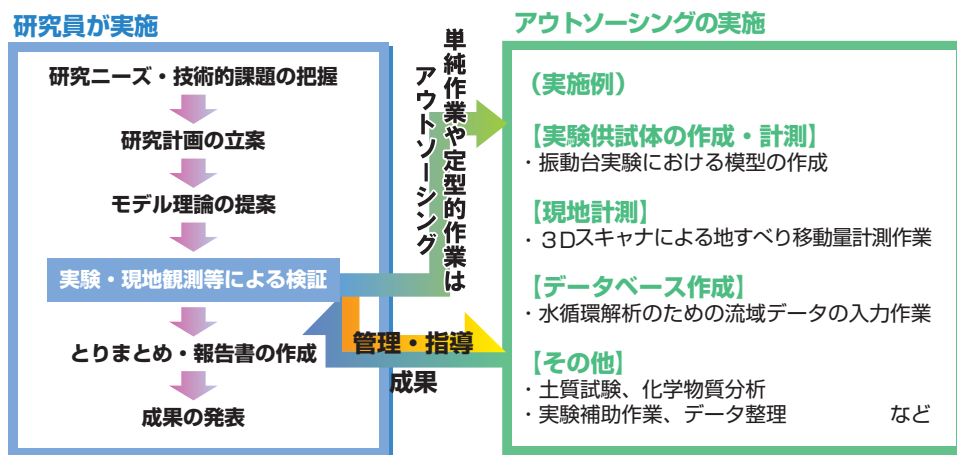 研究員が実施
研究ニーズ・技術的課題の把握
研究計画の立案
モデル理論の提案
実験・現地観測等による検証
とりまとめ・報告書の作成
成果の発表
単純作業や定型的作業は
アウトソーシング
管理・指導
成果
アウトソーシングの実施
（実施例）
【実験供試体の作成・計測】
・振動台実験における模型の作成
【現地計測】
・３Ｄスキャナによる地すべり移動量計測作業
【データベース作成】
・水循環解析のための流域データの入力作業
【その他】
・土質試験、化学物質分析
・実験補助作業、データ整理　　　　　など